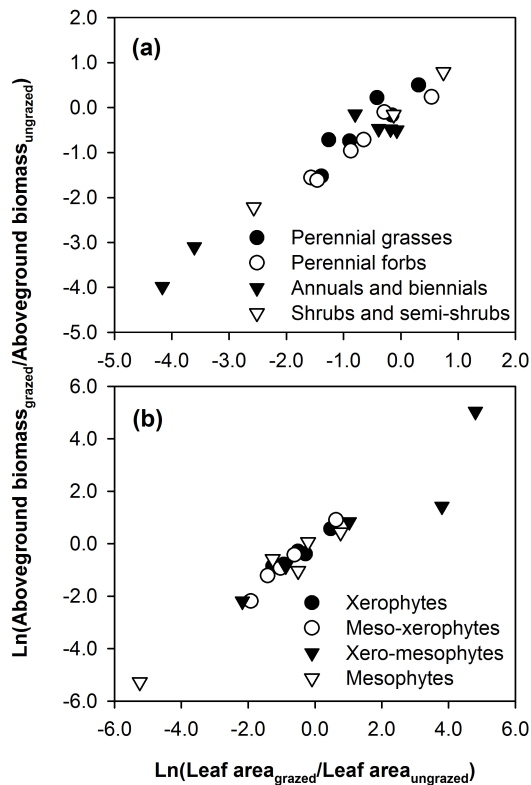 Ln(Aboveground biomass_grazed/Aboveground biomass_ungrazed)
(a)
2.0
1.0
0.0
-1.0
-2.0
-3.0
-4.0
-5.0
Perennial grasses
Perennial forbs
Annuals and biennials
Shrubs and semi-shrubs
-5.0 -4.0 -3.0 -2.0 -1.0 0.0 1.0 2.0
(b)
6.0
4.0
2.0
0.0
-2.0
-4.0
-6.0
Xerophytes
Meso-xerophytes
Xero-mesophytes
Mesophytes
-6.0 -4.0 -2.0 0.0 2.0 4.0 6.0
Ln(Leaf area_grazed/Leaf area_ungrazed)